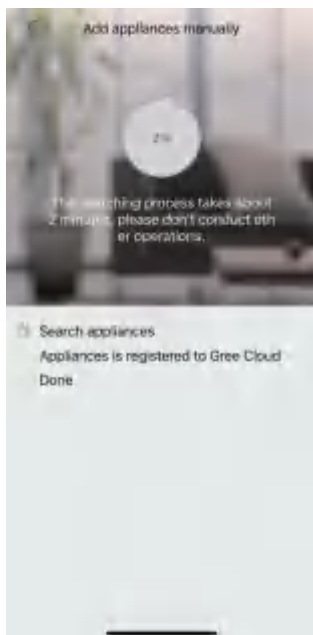 Add appliances manually
The searching process takes about
2 minutes, please don't conduct oth
er operations.
Search appliances
Appliances is registered to Gree Cloud
Done